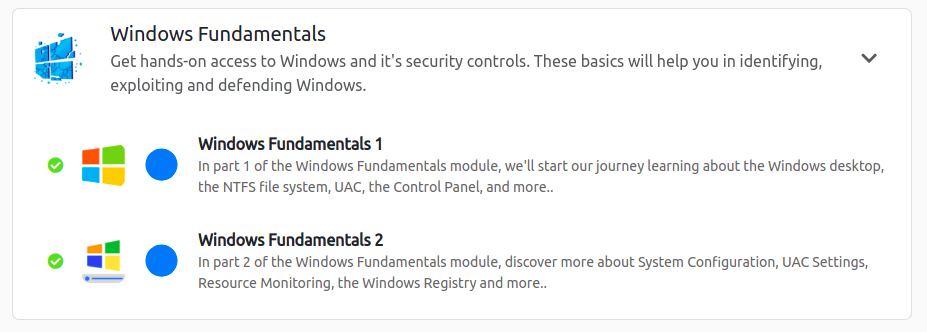 Windows Fundamentals
Get hands-on access to Windows and it's security controls. These basics will help you in identifying,
exploiting and defending Windows.
Windows Fundamentals 1
In part 1 of the Windows Fundamentals module, we'll start our journey learning about the Windows desktop,
the NTFS file system, UAC, the Control Panel, and more..
Windows Fundamentals 2
In part 2 of the Windows Fundamentals module, discover more about System Configuration, UAC Settings,
Resource Monitoring, the Windows Registry and more..